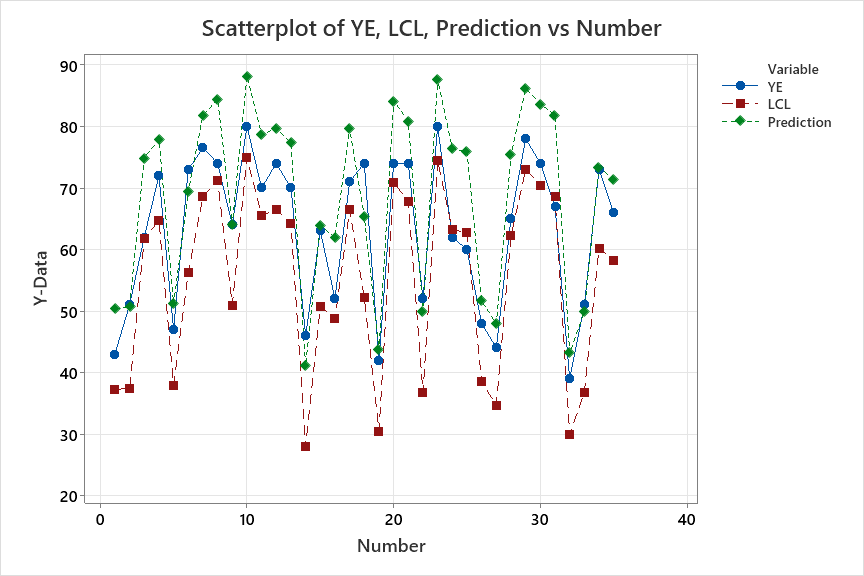 Scatterplot of YE, LCL, Prediction vs Number
Variable
YE
LCL
Prediction
90
80
70
60
50
40
30
20
Y-Data
0 10 20 30 40
Number